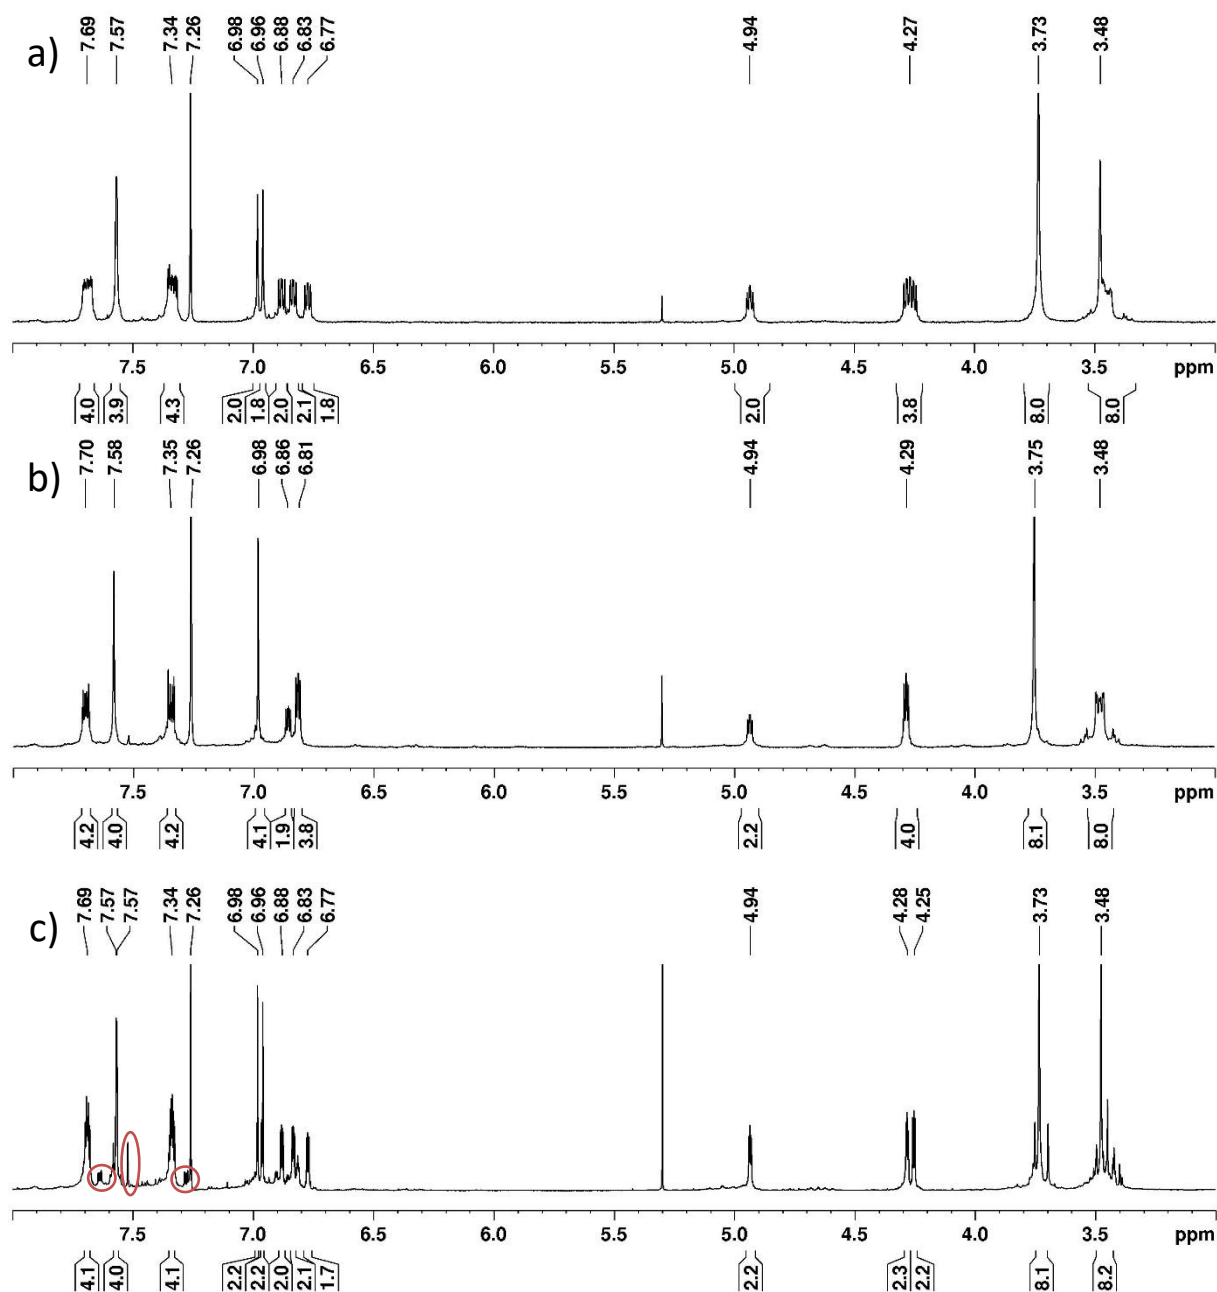 7.69 7.57 7.34 7.26 6.98 6.96 6.88 6.83 6.77 4.94 4.27 3.73 3.48
a)
7.5 7.0 6.5 6.0 5.5 5.0 4.5 4.0 3.5 ppm
4.0 3.9 4.3 2.0 1.8 2.0 2.1 1.8 2.0 3.8 8.0 8.0
7.70 7.58 7.35 7.26 6.98 6.86 6.81 4.94 4.29 3.75 3.48
b)
7.5 7.0 6.5 6.0 5.5 5.0 4.5 4.0 3.5 ppm
4.2 4.0 4.2 4.1 1.9 3.8 2.2 4.0 8.1 8.0
7.69 7.57 7.57 7.34 7.26 6.98 6.96 6.88 6.83 6.77 4.94 4.28 4.25 3.73 3.48
c)
7.5 7.0 6.5 6.0 5.5 5.0 4.5 4.0 3.5 ppm
4.1 4.0 4.1 2.2 2.2 2.0 2.1 1.7 2.2 2.3 2.2 8.1 8.2